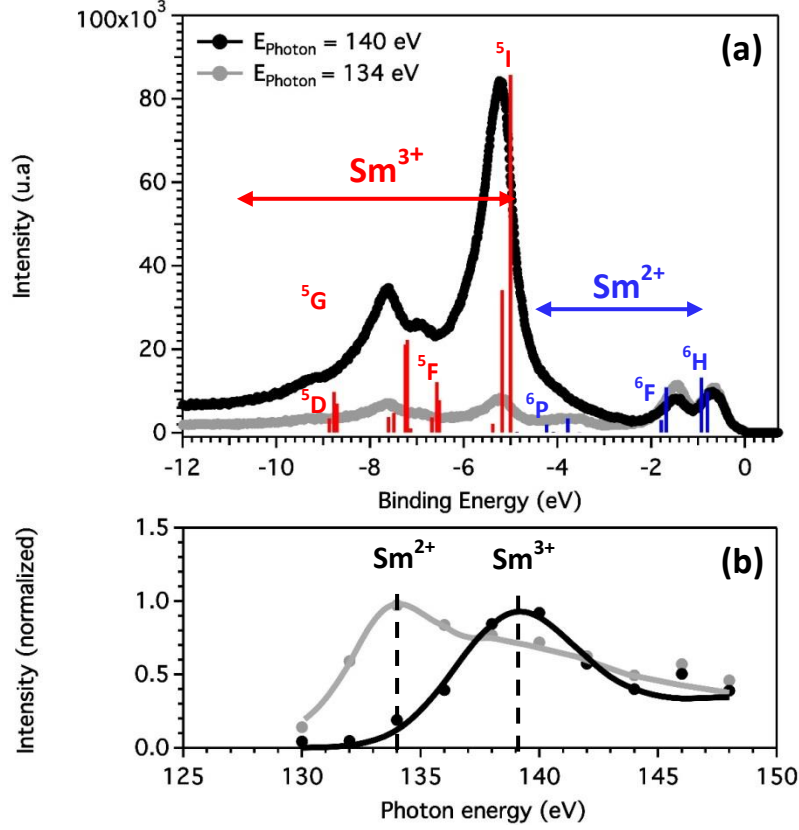 100x10³
80
60
40
20
0
Intensity (u.a)
E_Photon = 140 eV
E_Photon = 134 eV
(a)
⁵I
Sm³⁺
Sm²⁺
⁵G
⁵D
⁵F
⁶P
⁶F
⁶H
-12 -10 -8 -6 -4 -2 0
Binding Energy (eV)
1.5
1.0
0.5
0.0
Intensity (normalized)
Sm²⁺ Sm³⁺
(b)
125 130 135 140 145 150
Photon energy (eV)